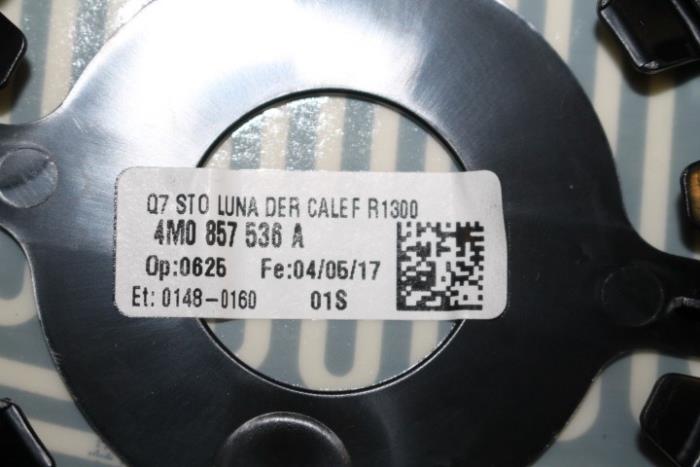 Q7 STO LUNA DER CALEF R1300
4M0 857 536 A
Op:0625 Fe:04/05/17
Et: 0148-0160 01S